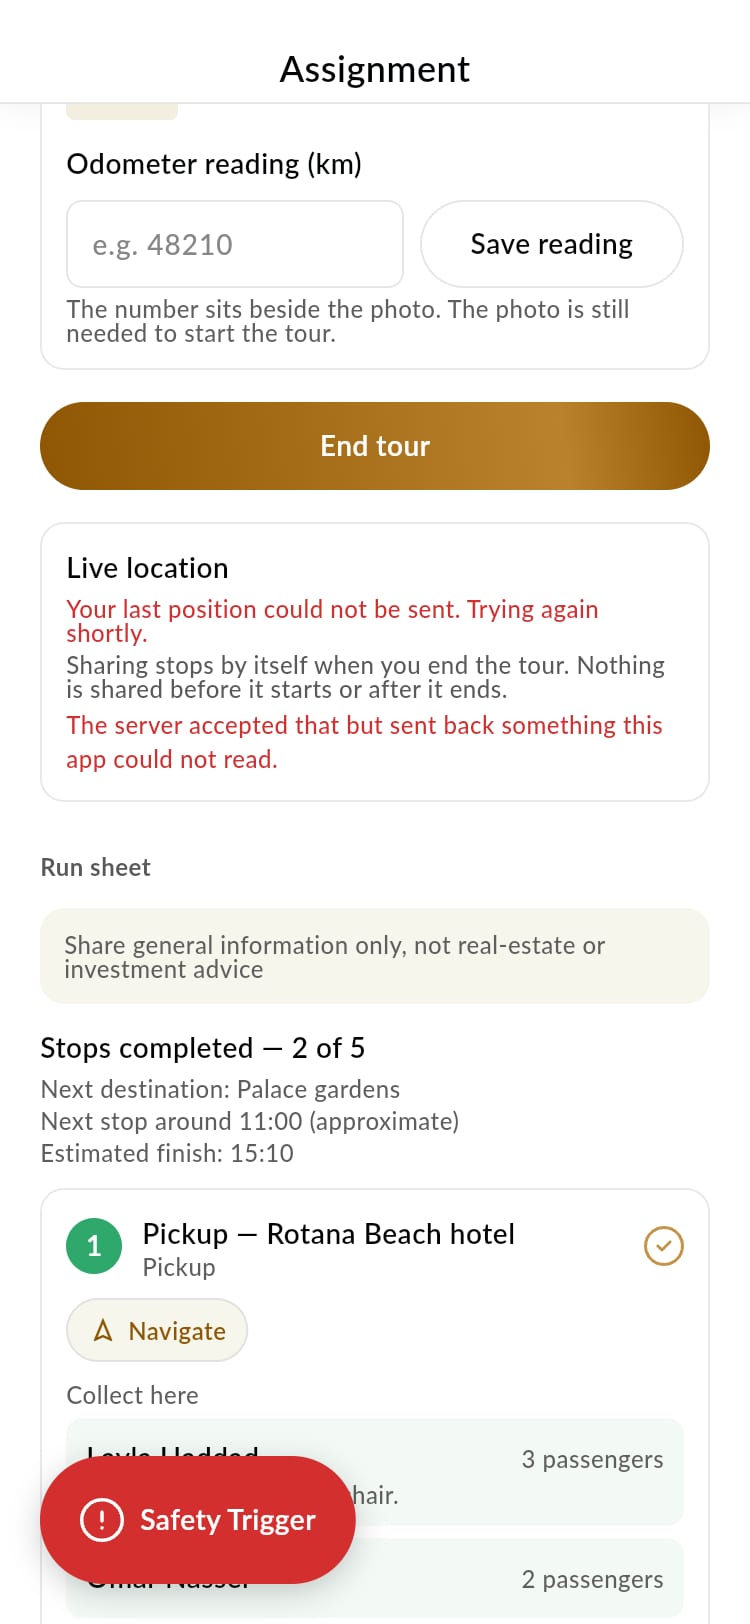 Assignment
Odometer reading (km)
e.g. 48210
Save reading
The number sits beside the photo. The photo is still
needed to start the tour.
End tour
Live location
Your last position could not be sent. Trying again
shortly.
Sharing stops by itself when you end the tour. Nothing
is shared before it starts or after it ends.
The server accepted that but sent back something this
app could not read.
Run sheet
Share general information only, not real-estate or
investment advice
Stops completed — 2 of 5
Next destination: Palace gardens
Next stop around 11:00 (approximate)
Estimated finish: 15:10
1
Pickup — Rotana Beach hotel
Pickup
Navigate
Collect here
3 passengers
hair.
Safety Trigger
2 passengers